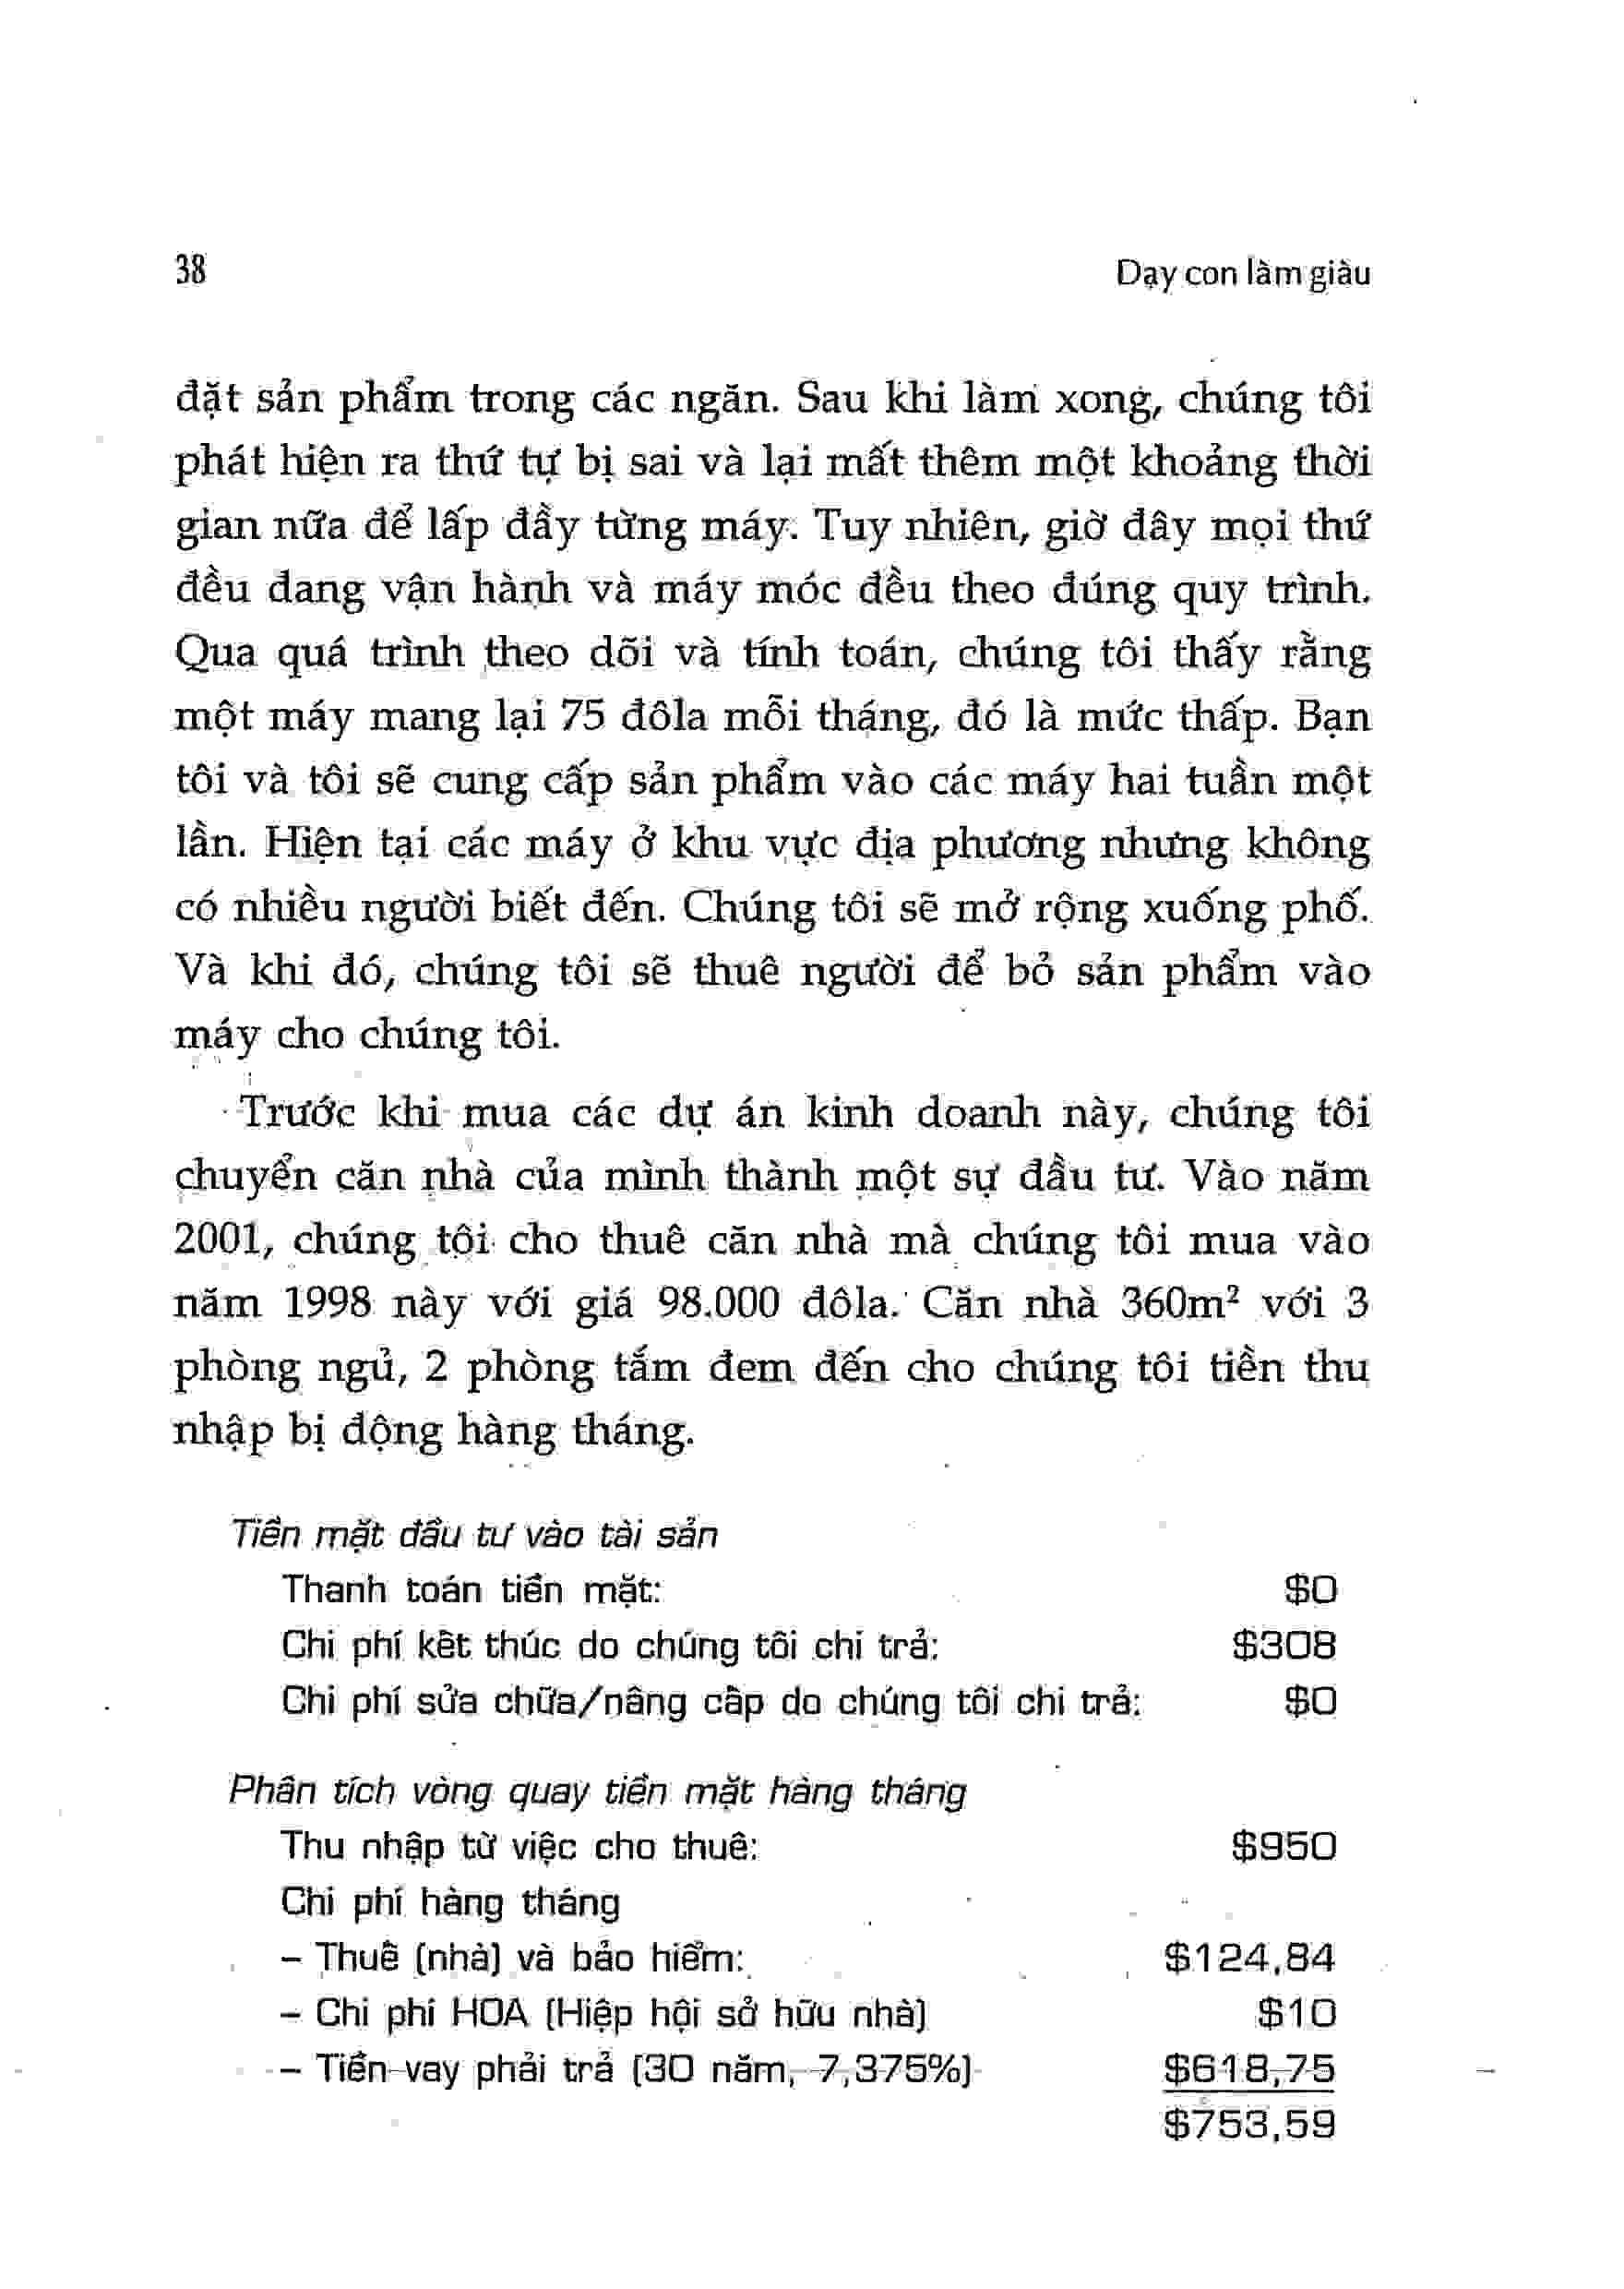 38
Dạy con làm giàu
đặt sản phẩm trong các ngăn. Sau khi làm xong, chúng tôi
phát hiện ra thứ tự bị sai và lại mất thêm một khoảng thời
gian nữa để lấp đầy từng máy. Tuy nhiên, giờ đây mọi thứ
đều đang vận hành và máy móc đều theo đúng quy trình.
Qua quá trình theo dõi và tính toán, chúng tôi thấy rằng
một máy mang lại 75 đôla mỗi tháng, đó là mức thấp. Bạn
tôi và tôi sẽ cung cấp sản phẩm vào các máy hai tuần một
lần. Hiện tại các máy ở khu vực địa phương nhưng không
có nhiều người biết đến. Chúng tôi sẽ mở rộng xuống phố.
Và khi đó, chúng tôi sẽ thuê người để bỏ sản phẩm vào
máy cho chúng tôi.
Trước khi mua các dự án kinh doanh này, chúng tôi
chuyển căn nhà của mình thành một sự đầu tư. Vào năm
2001, chúng tôi cho thuê căn nhà mà chúng tôi mua vào
năm 1998 này với giá 98.000 đôla. Căn nhà 360m² với 3
phòng ngủ, 2 phòng tắm đem đến cho chúng tôi tiền thu
nhập bị động hàng tháng.
Tiền mặt đầu tư vào tài sản
Thanh toán tiền mặt: $0
Chi phí kết thúc do chúng tôi chi trả: $308
Chi phí sửa chữa/nâng cấp do chúng tôi chi trả: $0
Phân tích vòng quay tiền mặt hàng tháng
Thu nhập từ việc cho thuê: $950
Chi phí hàng tháng
– Thuế (nhà) và bảo hiểm: $124,84
– Chi phí HOA (Hiệp hội sở hữu nhà) $10
– Tiền vay phải trả (30 năm, 7,375%) $618,75
$753,59